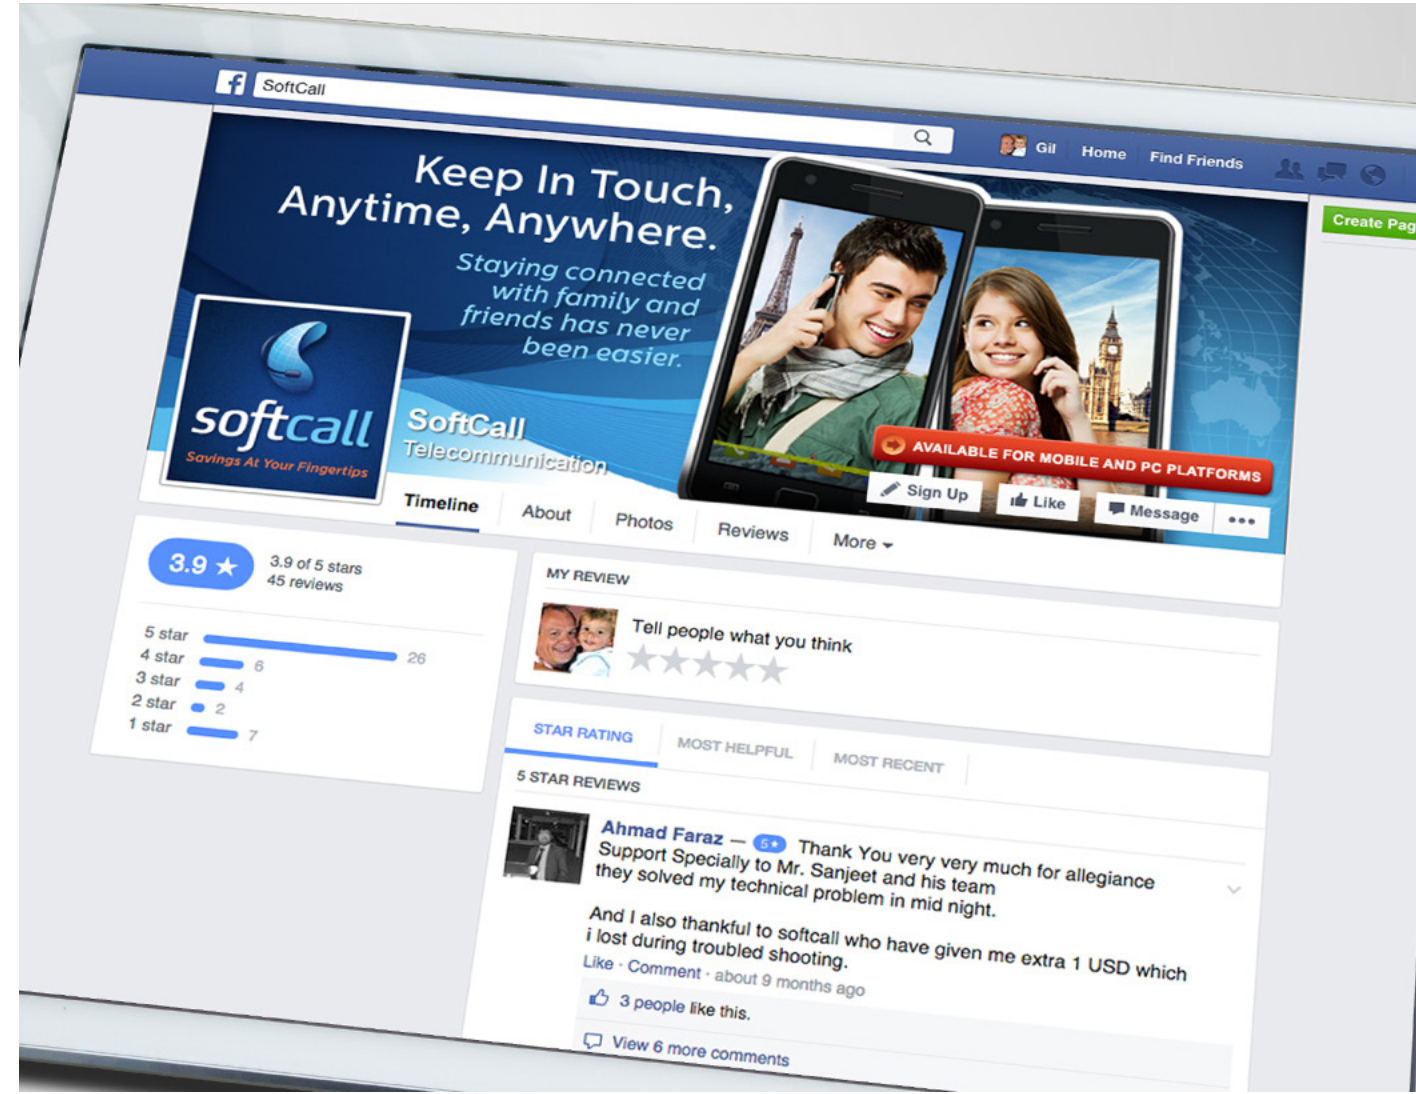 SoftCall
Gil
Home
Find Friends
Create Pag
Keep In Touch,
Anytime, Anywhere.
Staying connected
with family and
friends has never
been easier.
softcall
Savings At Your Fingertips
SoftCall
Telecommunication
AVAILABLE FOR MOBILE AND PC PLATFORMS
Sign Up
Like
Message
Timeline
About
Photos
Reviews
More
3.9 ★
3.9 of 5 stars
45 reviews
5 star 26
4 star 6
3 star 4
2 star 2
1 star 7
MY REVIEW
Tell people what you think
STAR RATING
MOST HELPFUL
MOST RECENT
5 STAR REVIEWS
Ahmad Faraz — 5★ Thank You very very much for allegiance
Support Specially to Mr. Sanjeet and his team
they solved my technical problem in mid night.
And I also thankful to softcall who have given me extra 1 USD which
i lost during troubled shooting.
Like · Comment · about 9 months ago
3 people like this.
View 6 more comments